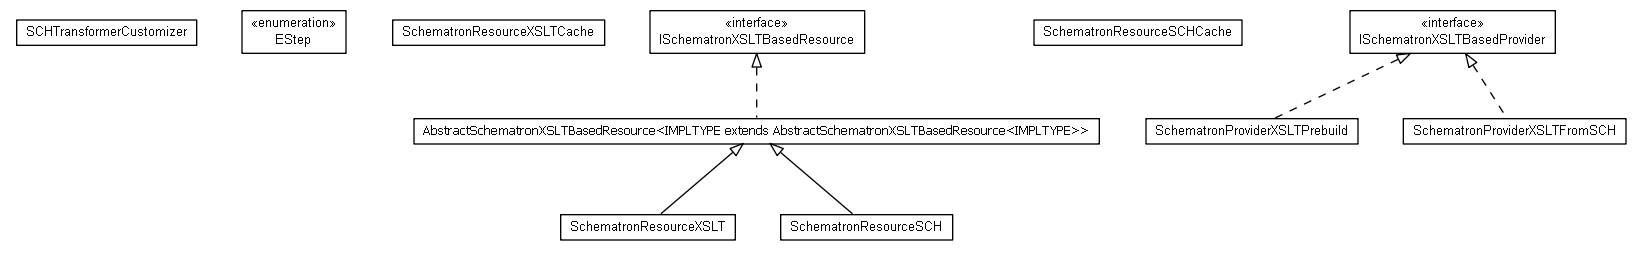 SCHTransformerCustomizer
«enumeration»
EStep
SchematronResourceXSLTCache
«interface»
ISchematronXSLTBasedResource
SchematronResourceSCHCache
«interface»
ISchematronXSLTBasedProvider
AbstractSchematronXSLTBasedResource<IMPLTYPE extends AbstractSchematronXSLTBasedResource<IMPLTYPE>>
SchematronProviderXSLTPrebuild
SchematronProviderXSLTFromSCH
SchematronResourceXSLT
SchematronResourceSCH